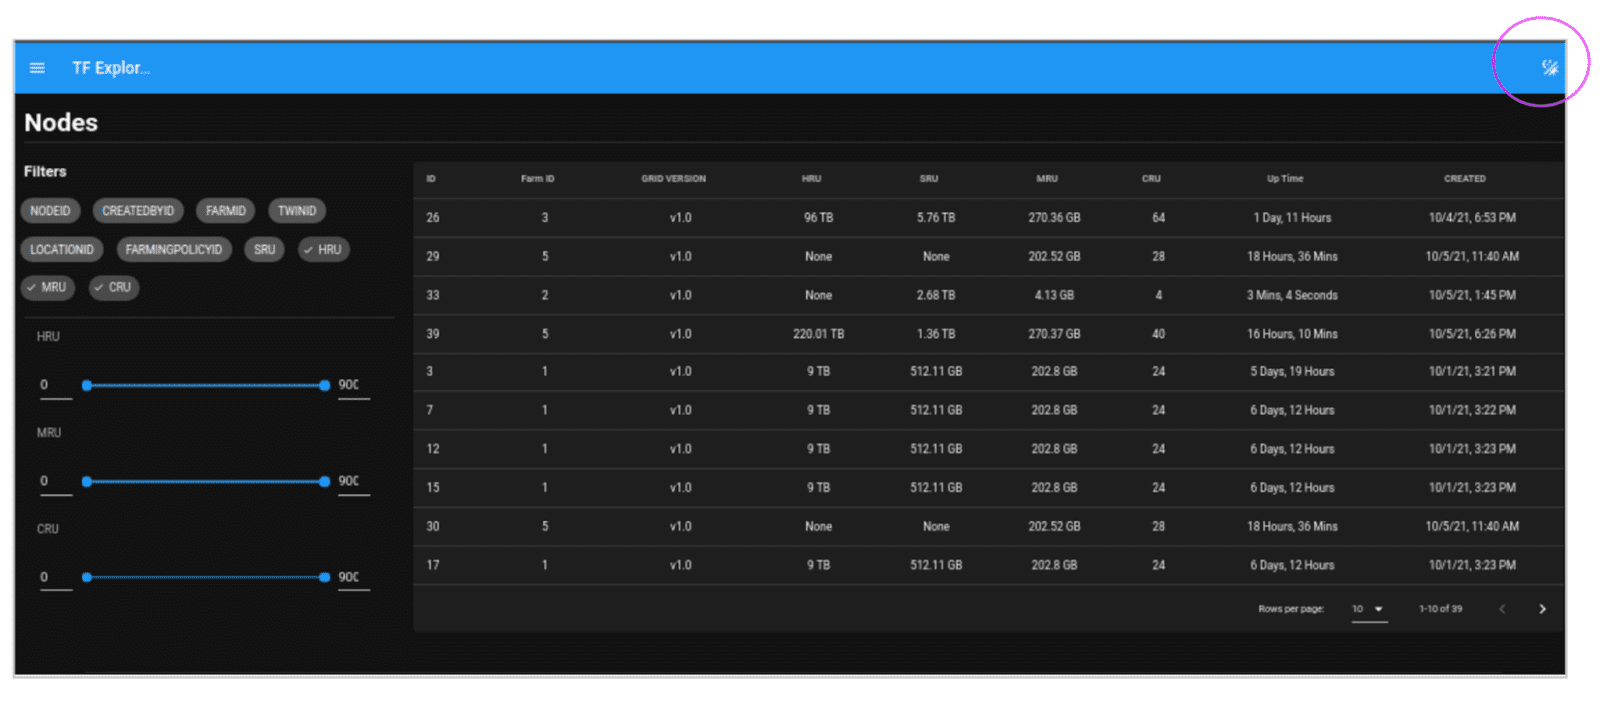 TF Explor...
Nodes
Filters
NODEID CREATEDBYID FARMID TWINID
LOCATIONID FARMINGPOLICYID SRU HRU
MRU CRU
HRU
0 900
MRU
0 900
CRU
0 900
ID Farm ID GRID VERSION HRU SRU MRU CRU Up Time CREATED
26 3 v1.0 96 TB 5.76 TB 270.36 GB 64 1 Day, 11 Hours 10/4/21, 6:53 PM
29 5 v1.0 None None 202.52 GB 28 18 Hours, 36 Mins 10/5/21, 11:40 AM
33 2 v1.0 None 2.68 TB 4.13 GB 4 3 Mins, 4 Seconds 10/5/21, 1:45 PM
39 5 v1.0 220.01 TB 1.36 TB 270.37 GB 40 16 Hours, 10 Mins 10/5/21, 6:26 PM
3 1 v1.0 9 TB 512.11 GB 202.8 GB 24 5 Days, 19 Hours 10/1/21, 3:21 PM
7 1 v1.0 9 TB 512.11 GB 202.8 GB 24 6 Days, 12 Hours 10/1/21, 3:22 PM
12 1 v1.0 9 TB 512.11 GB 202.8 GB 24 6 Days, 12 Hours 10/1/21, 3:23 PM
15 1 v1.0 9 TB 512.11 GB 202.8 GB 24 6 Days, 12 Hours 10/1/21, 3:23 PM
30 5 v1.0 None None 202.52 GB 28 18 Hours, 36 Mins 10/5/21, 11:40 AM
17 1 v1.0 9 TB 512.11 GB 202.8 GB 24 6 Days, 12 Hours 10/1/21, 3:23 PM
Rows per page: 10 1-10 of 39